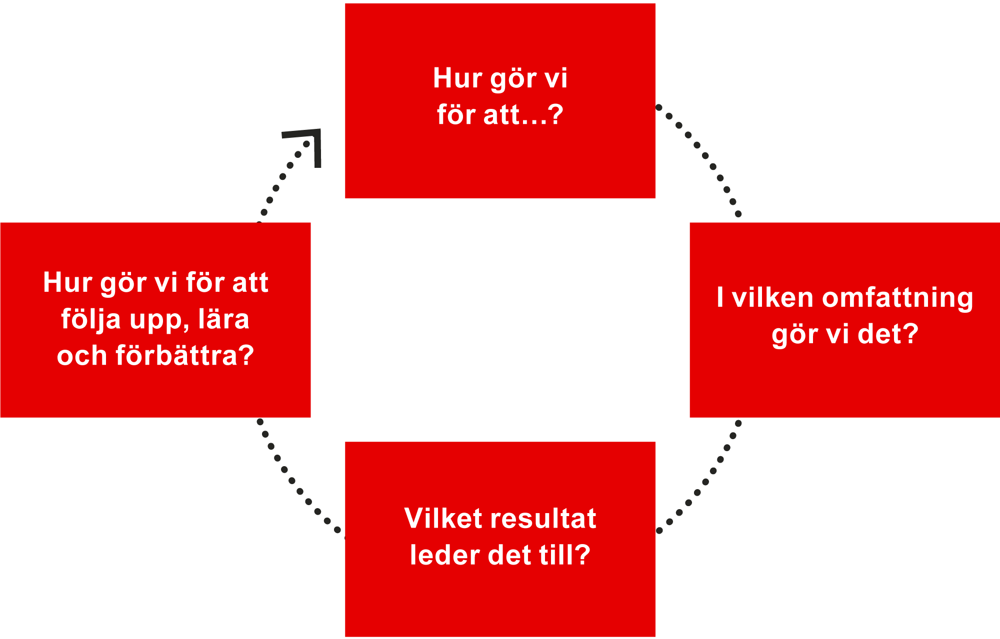 Hur gör vi
för att...?
I vilken omfattning
gör vi det?
Vilket resultat
leder det till?
Hur gör vi för att
följa upp, lära
och förbättra?